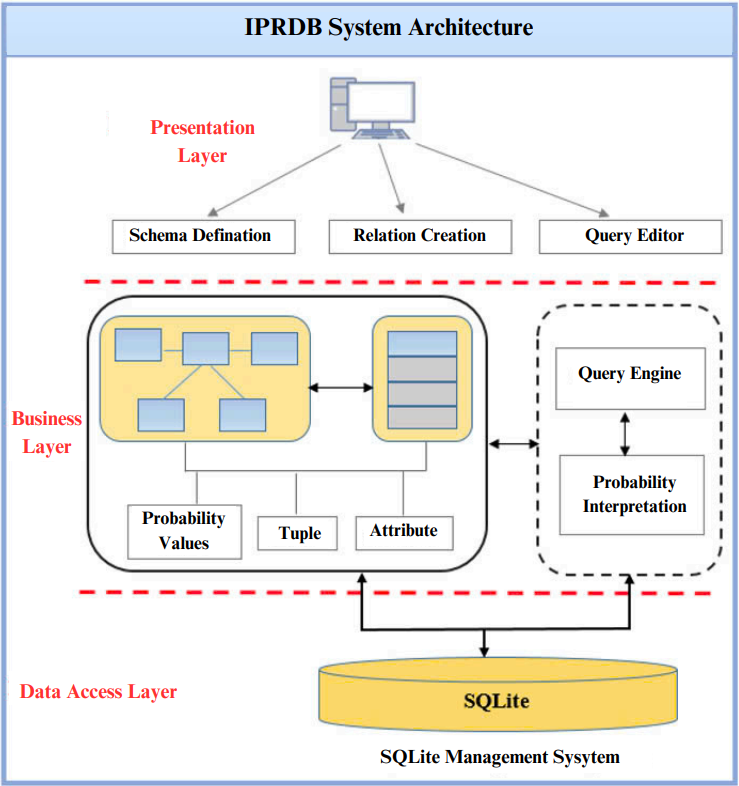 IPRDB System Architecture
Presentation
Layer
Schema Defination
Relation Creation
Query Editor
Business
Layer
Query Engine
Probability
Interpretation
Probability
Values
Tuple
Attribute
Data Access Layer
SQLite
SQLite Management Sysytem